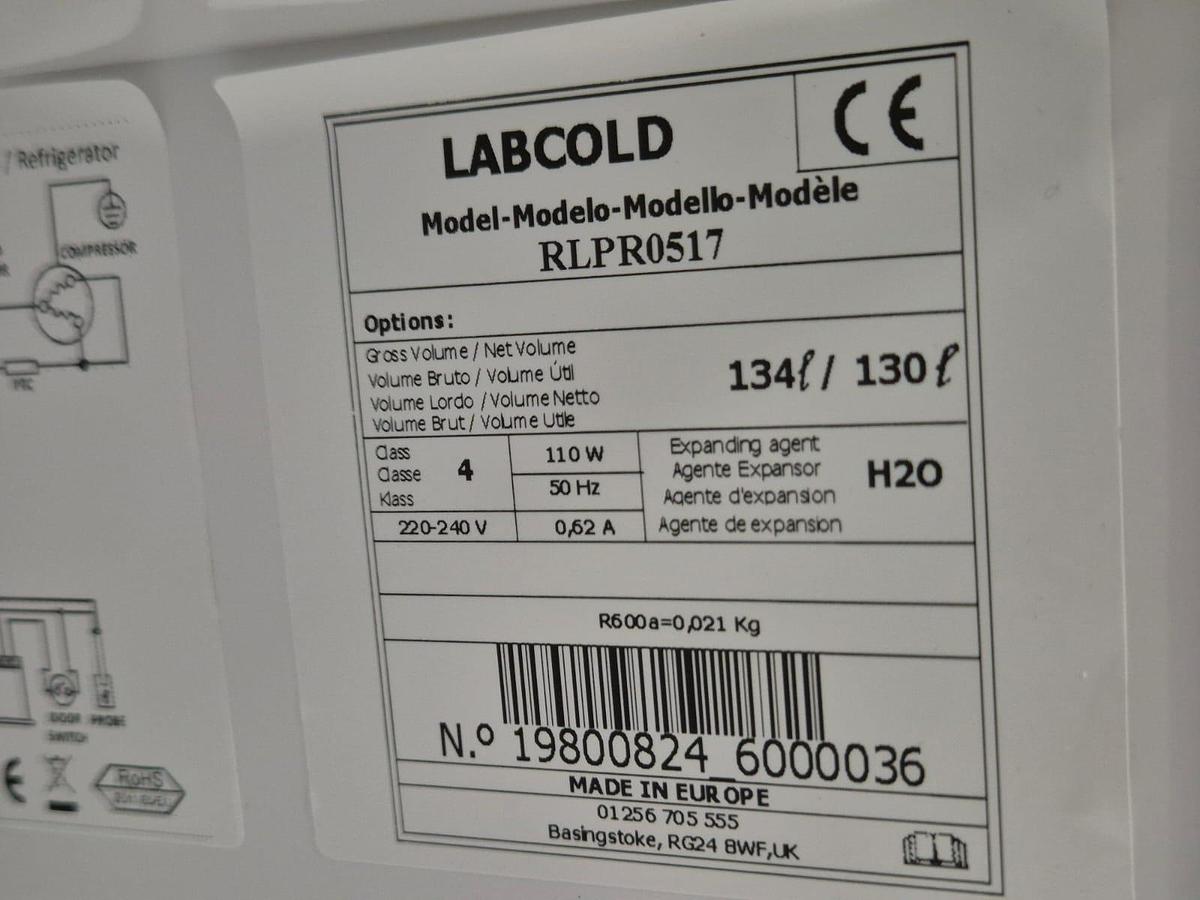 / Refrigerator
COMPRESSOR
PTC
DOOR PROBE
SWITCH
CE
RoHS
LABCOLD
CE
Model-Modelo-Modello-Modèle
RLPR0517
Options:
Gross Volume / Net Volume
Volume Bruto / Volume Útil
Volume Lordo / Volume Netto
Volume Brut / Volume Utile
134ℓ / 130ℓ
Class
Classe
Klass
4
110 W
50 Hz
220-240 V
0,62 A
Expanding agent
Agente Expansor
Agente d'expansion
Agente de expansion
H2O
R600a=0,021 Kg
N.º 19800824_6000036
MADE IN EUROPE
01256 705 555
Basingstoke, RG24 8WF,UK